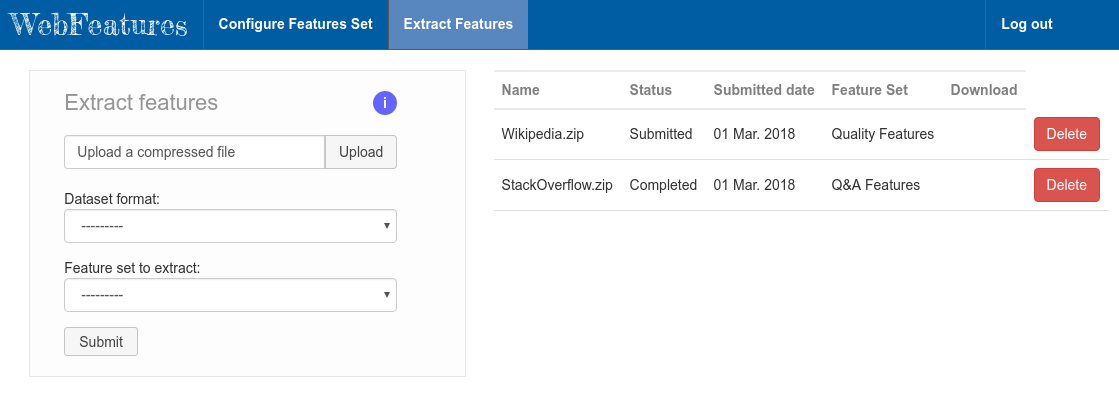 WebFeatures Configure Features Set Extract Features Log out
Extract features i
Upload a compressed file Upload
Dataset format:
---------
Feature set to extract:
---------
Submit
Name Status Submitted date Feature Set Download
Wikipedia.zip Submitted 01 Mar. 2018 Quality Features Delete
StackOverflow.zip Completed 01 Mar. 2018 Q&A Features Delete